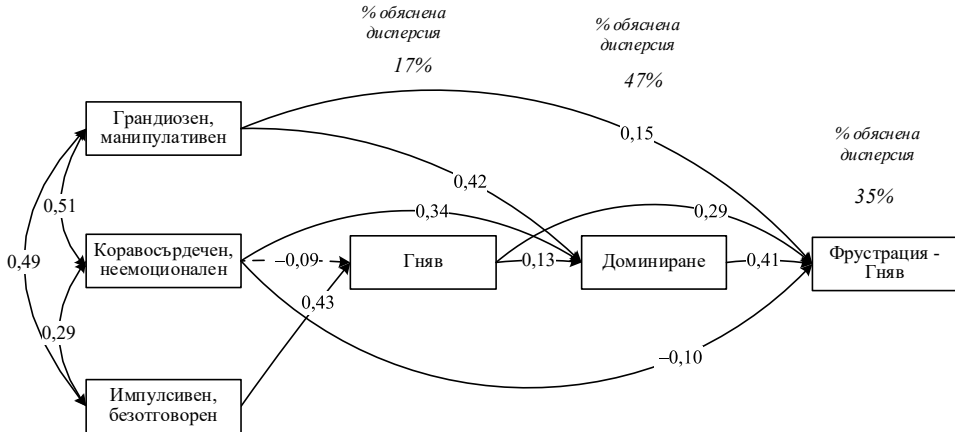 % обяснена
дисперсия
17%
% обяснена
дисперсия
47%
% обяснена
дисперсия
35%
Грандиозен,
манипулативен
0,15
0,42
0,51
0,34
0,29
Коравосърдечен,
неемоционален
–0,09
Гняв
0,13
Доминиране
0,41
Фрустрация -
Гняв
0,49
0,43
0,29
–0,10
Импулсивен,
безотговорен